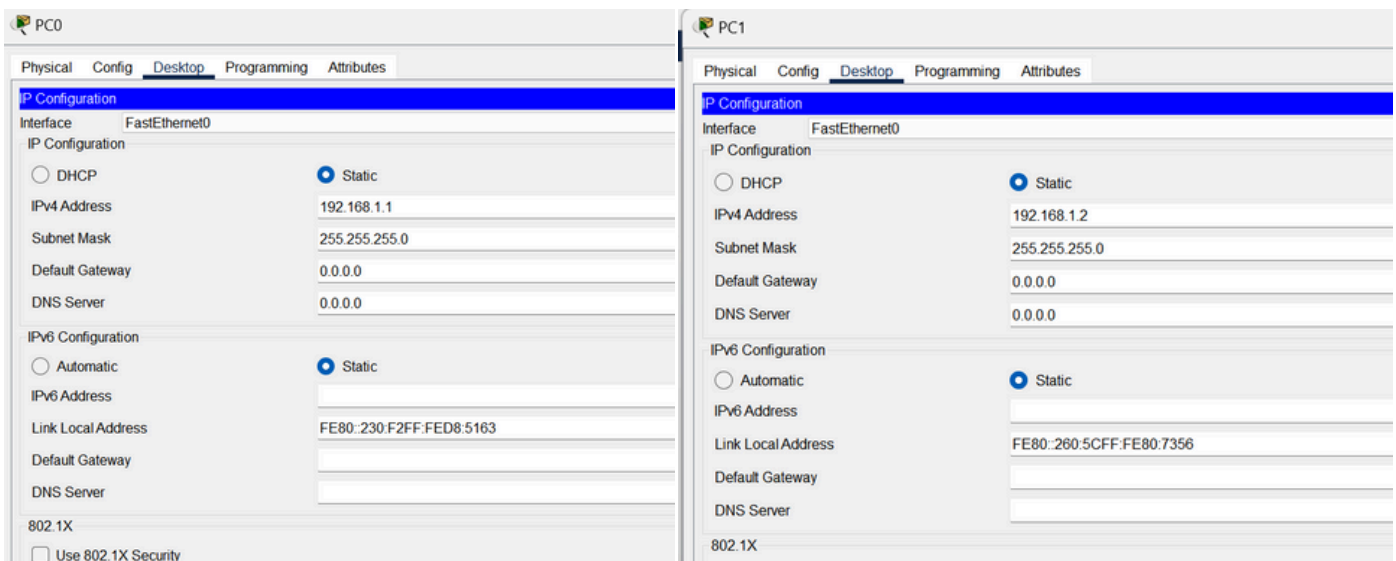 PC0
Physical Config Desktop Programming Attributes
IP Configuration
Interface FastEthernet0
IP Configuration
DHCP Static
IPv4 Address 192.168.1.1
Subnet Mask 255.255.255.0
Default Gateway 0.0.0.0
DNS Server 0.0.0.0
IPv6 Configuration
Automatic Static
IPv6 Address
Link Local Address FE80::230:F2FF:FED8:5163
Default Gateway
DNS Server
802.1X
Use 802.1X Security
PC1
Physical Config Desktop Programming Attributes
IP Configuration
Interface FastEthernet0
IP Configuration
DHCP Static
IPv4 Address 192.168.1.2
Subnet Mask 255.255.255.0
Default Gateway 0.0.0.0
DNS Server 0.0.0.0
IPv6 Configuration
Automatic Static
IPv6 Address
Link Local Address FE80::260:5CFF:FE80:7356
Default Gateway
DNS Server
802.1X